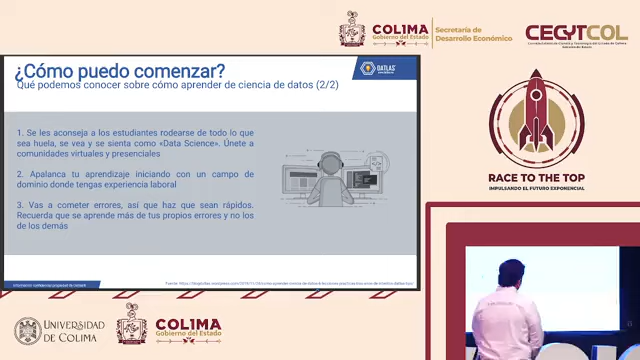 COLIMA
Gobierno del Estado
Secretaría de
Desarrollo Económico
CECYTCOL
¿Cómo puedo comenzar?
Qué podemos conocer sobre cómo aprender de ciencia de datos (2/2)
DATLAS
1. Se les aconseja a los estudiantes rodearse de todo lo que
sea huela, se vea y se sienta como «Data Science». Únete a
comunidades virtuales y presenciales
2. Apalanca tu aprendizaje iniciando con un campo de
dominio donde tengas experiencia laboral
3. Vas a cometer errores, así que haz que sean rápidos.
Recuerda que se aprende más de tus propios errores y no los
de los demás
RACE TO THE TOP
IMPULSANDO EL FUTURO EXPONENCIAL
UNIVERSIDAD
DE COLIMA
COLIMA
Gobierno del Estado